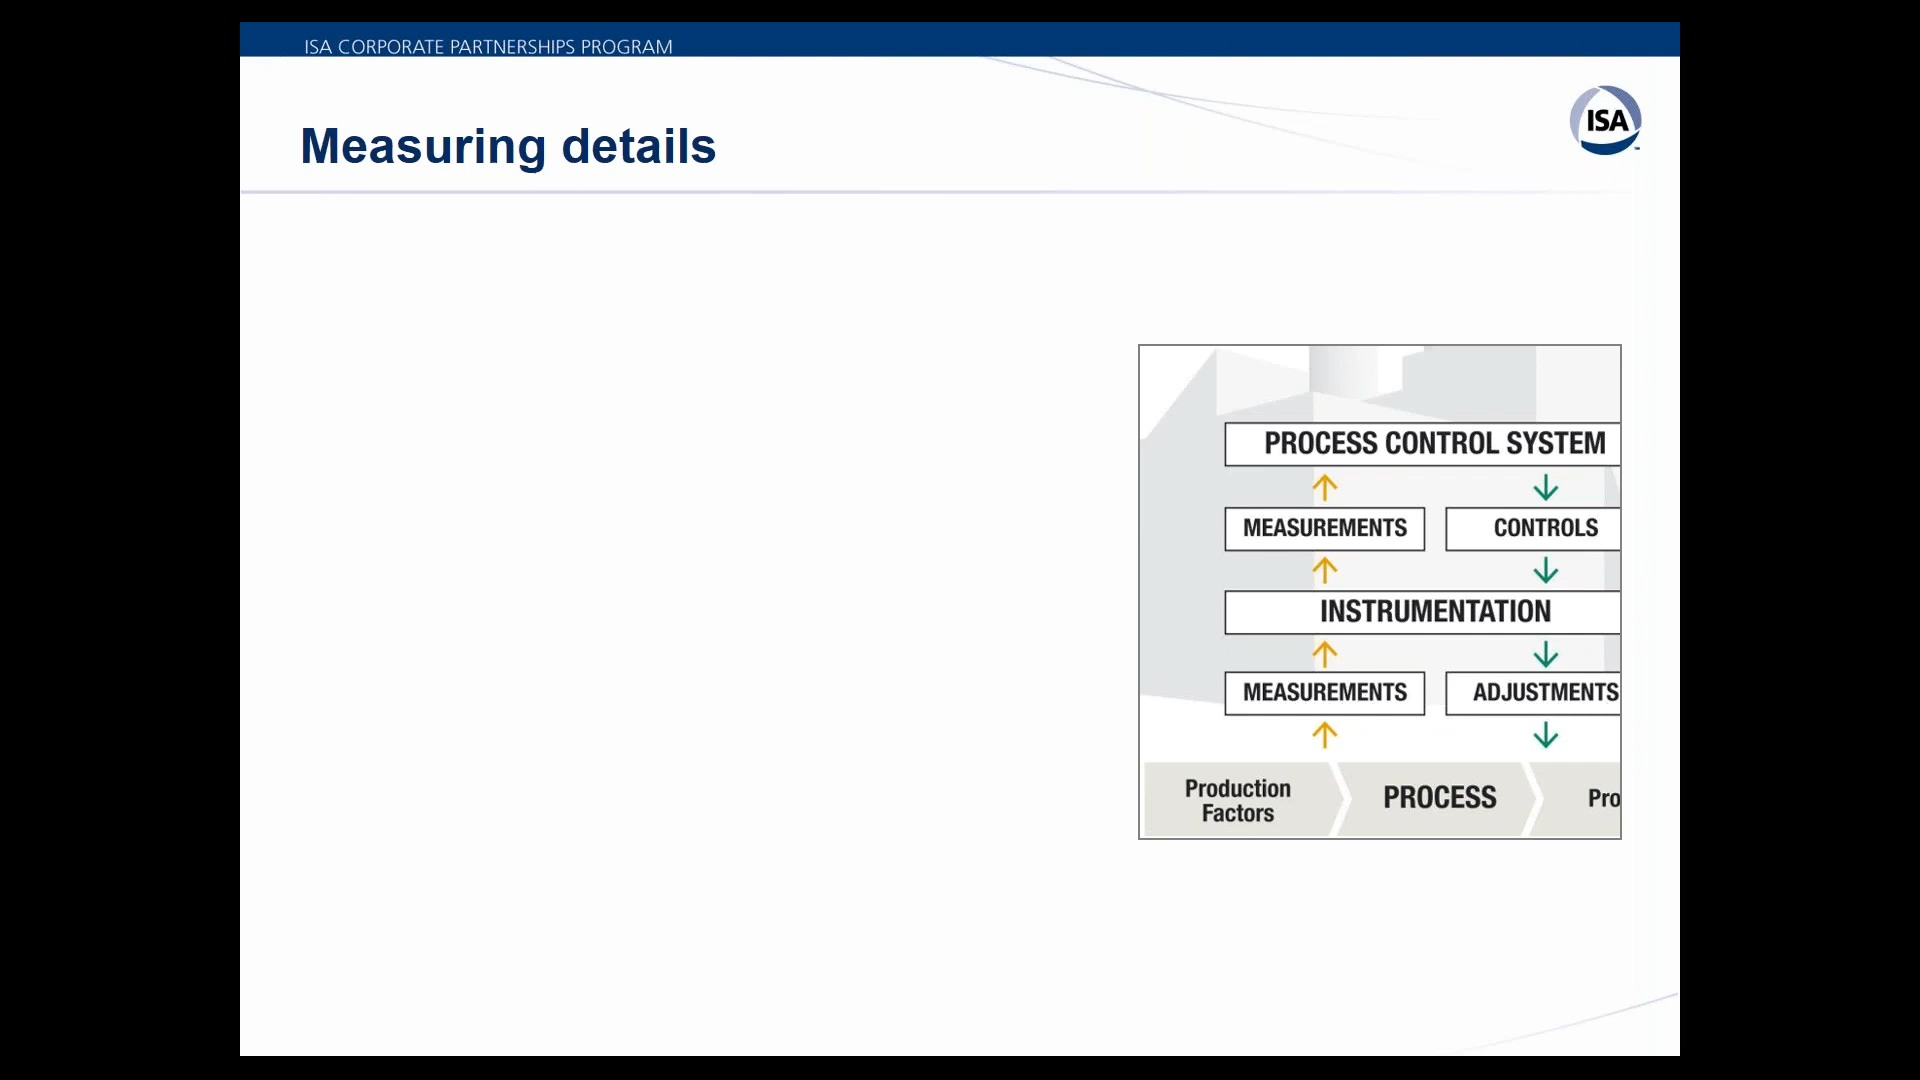 ISA CORPORATE PARTNERSHIPS PROGRAM
ISA
Measuring details
PROCESS CONTROL SYSTEM
MEASUREMENTS
CONTROLS
INSTRUMENTATION
MEASUREMENTS
ADJUSTMENTS
Production
Factors
PROCESS
Pro